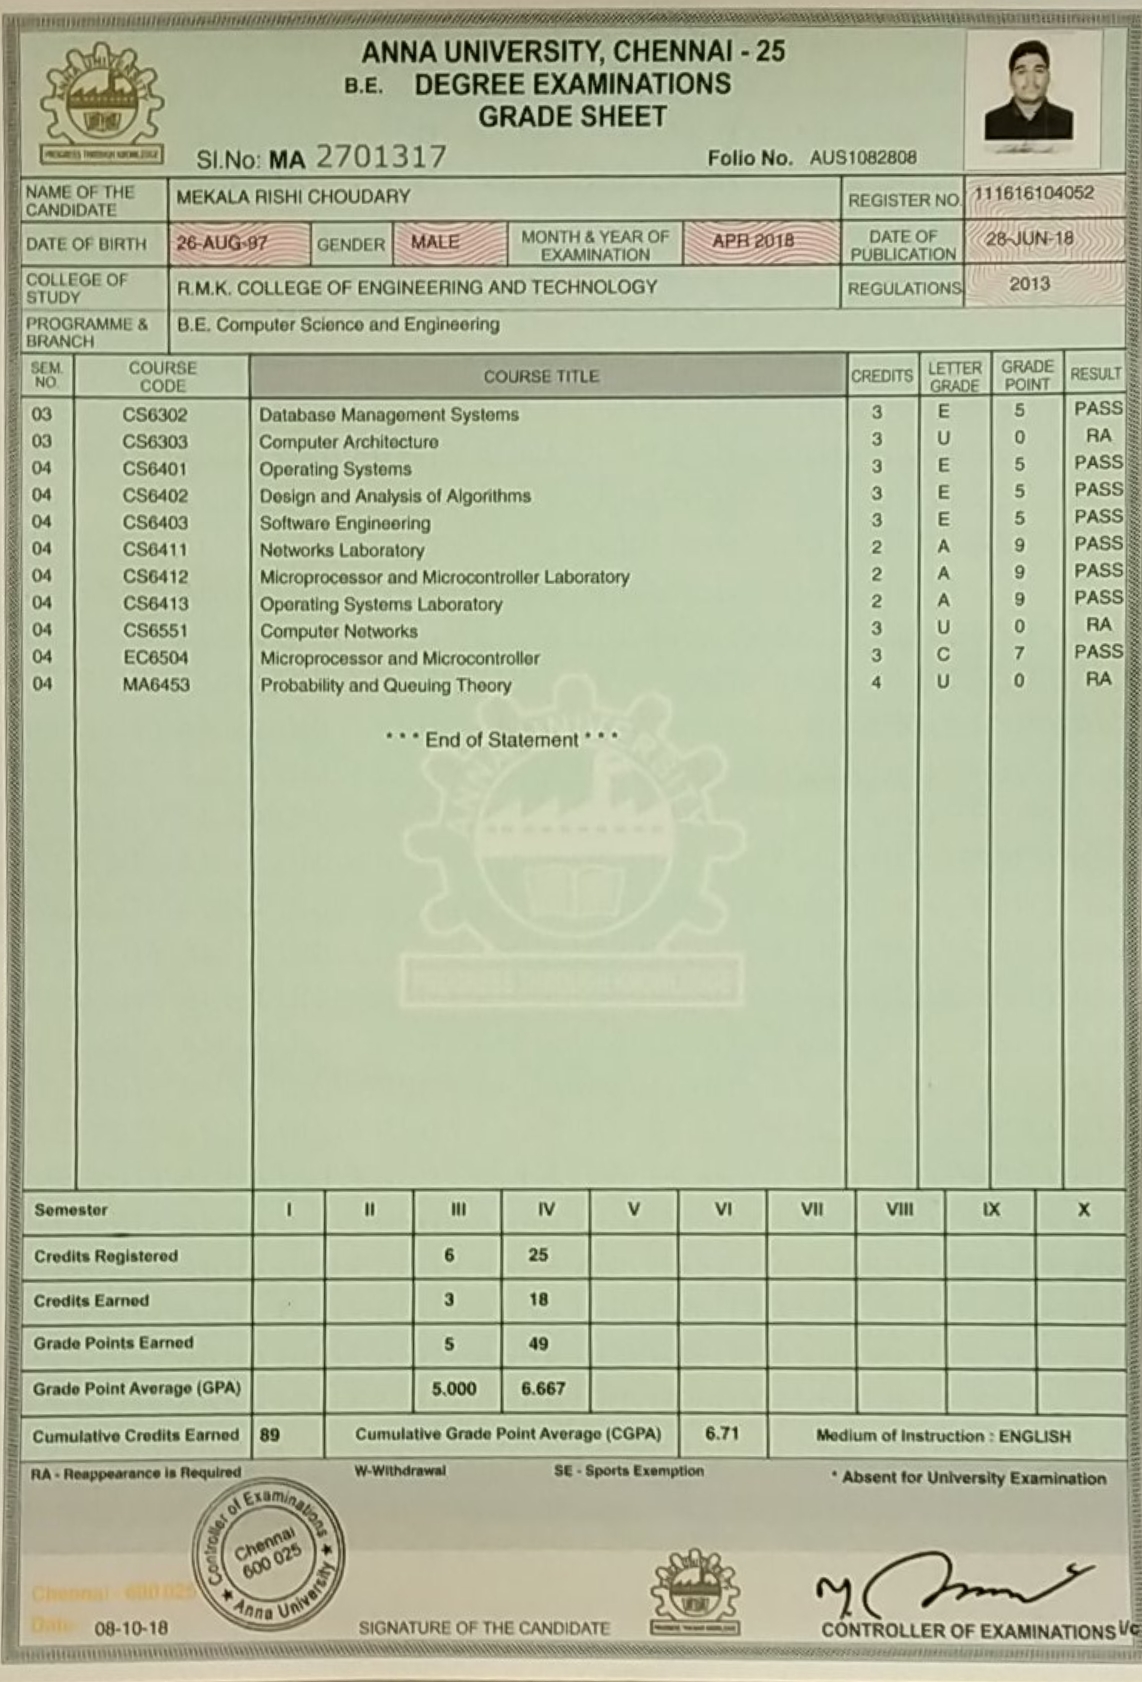 ANNA UNIVERSITY, CHENNAI - 25
B.E. DEGREE EXAMINATIONS
GRADE SHEET
ANNA UNIVERSITY
PROGRESS THROUGH KNOWLEDGE
Sl.No: MA 2701317 Folio No. AUS1082808
NAME OF THE CANDIDATE MEKALA RISHI CHOUDARY REGISTER NO. 111616104052
DATE OF BIRTH 26-AUG-97 GENDER MALE MONTH & YEAR OF EXAMINATION APR 2018 DATE OF PUBLICATION 28-JUN-18
COLLEGE OF STUDY R.M.K. COLLEGE OF ENGINEERING AND TECHNOLOGY REGULATIONS 2013
PROGRAMME & BRANCH B.E. Computer Science and Engineering
SEM. NO. COURSE CODE COURSE TITLE CREDITS LETTER GRADE GRADE POINT RESULT
03 CS6302 Database Management Systems 3 E 5 PASS
03 CS6303 Computer Architecture 3 U 0 RA
04 CS6401 Operating Systems 3 E 5 PASS
04 CS6402 Design and Analysis of Algorithms 3 E 5 PASS
04 CS6403 Software Engineering 3 E 5 PASS
04 CS6411 Networks Laboratory 2 A 9 PASS
04 CS6412 Microprocessor and Microcontroller Laboratory 2 A 9 PASS
04 CS6413 Operating Systems Laboratory 2 A 9 PASS
04 CS6551 Computer Networks 3 U 0 RA
04 EC6504 Microprocessor and Microcontroller 3 C 7 PASS
04 MA6453 Probability and Queuing Theory 4 U 0 RA
* * * End of Statement * * *
ANNA UNIVERSITY
PROGRESS THROUGH KNOWLEDGE
Semester I II III IV V VI VII VIII IX X
Credits Registered 6 25
Credits Earned 3 18
Grade Points Earned 5 49
Grade Point Average (GPA) 5.000 6.667
Cumulative Credits Earned 89 Cumulative Grade Point Average (CGPA) 6.71 Medium of Instruction : ENGLISH
RA - Reappearance is Required W-Withdrawal SE - Sports Exemption * Absent for University Examination
Controller of Examinations
Chennai
600 025
Anna University
Chennai - 600 025
Date: 08-10-18
SIGNATURE OF THE CANDIDATE
CONTROLLER OF EXAMINATIONS I/c